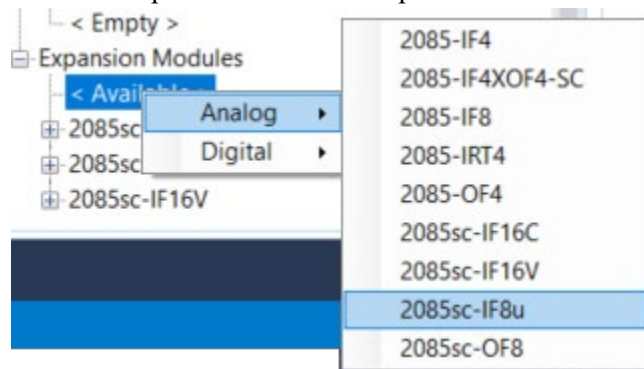 < Empty >
Expansion Modules
< Avail
2085sc
2085sc
2085sc-IF16V
Analog
Digital
2085-IF4
2085-IF4XOF4-SC
2085-IF8
2085-IRT4
2085-OF4
2085sc-IF16C
2085sc-IF16V
2085sc-IF8u
2085sc-OF8